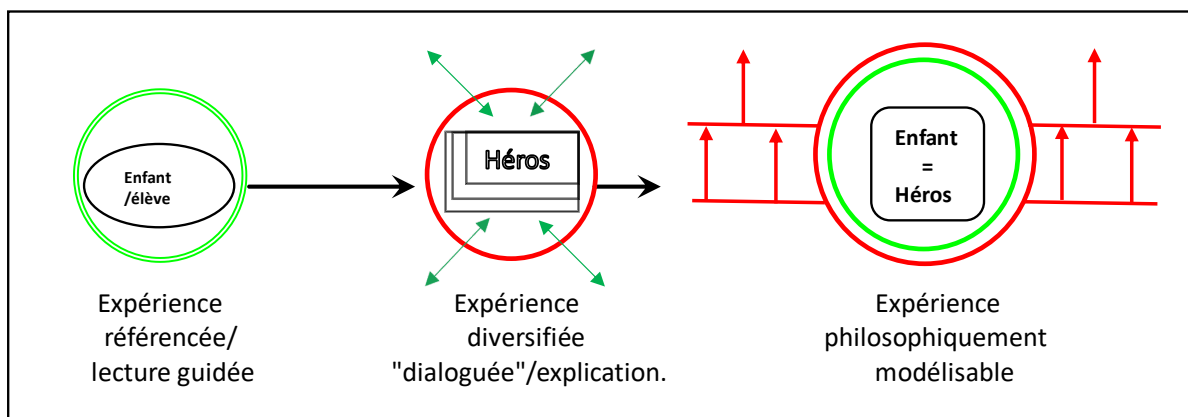 Enfant
/élève
Héros
Enfant
=
Héros
Expérience
référencée/
lecture guidée
Expérience
diversifiée
"dialoguée"/explication.
Expérience
philosophiquement
modélisable